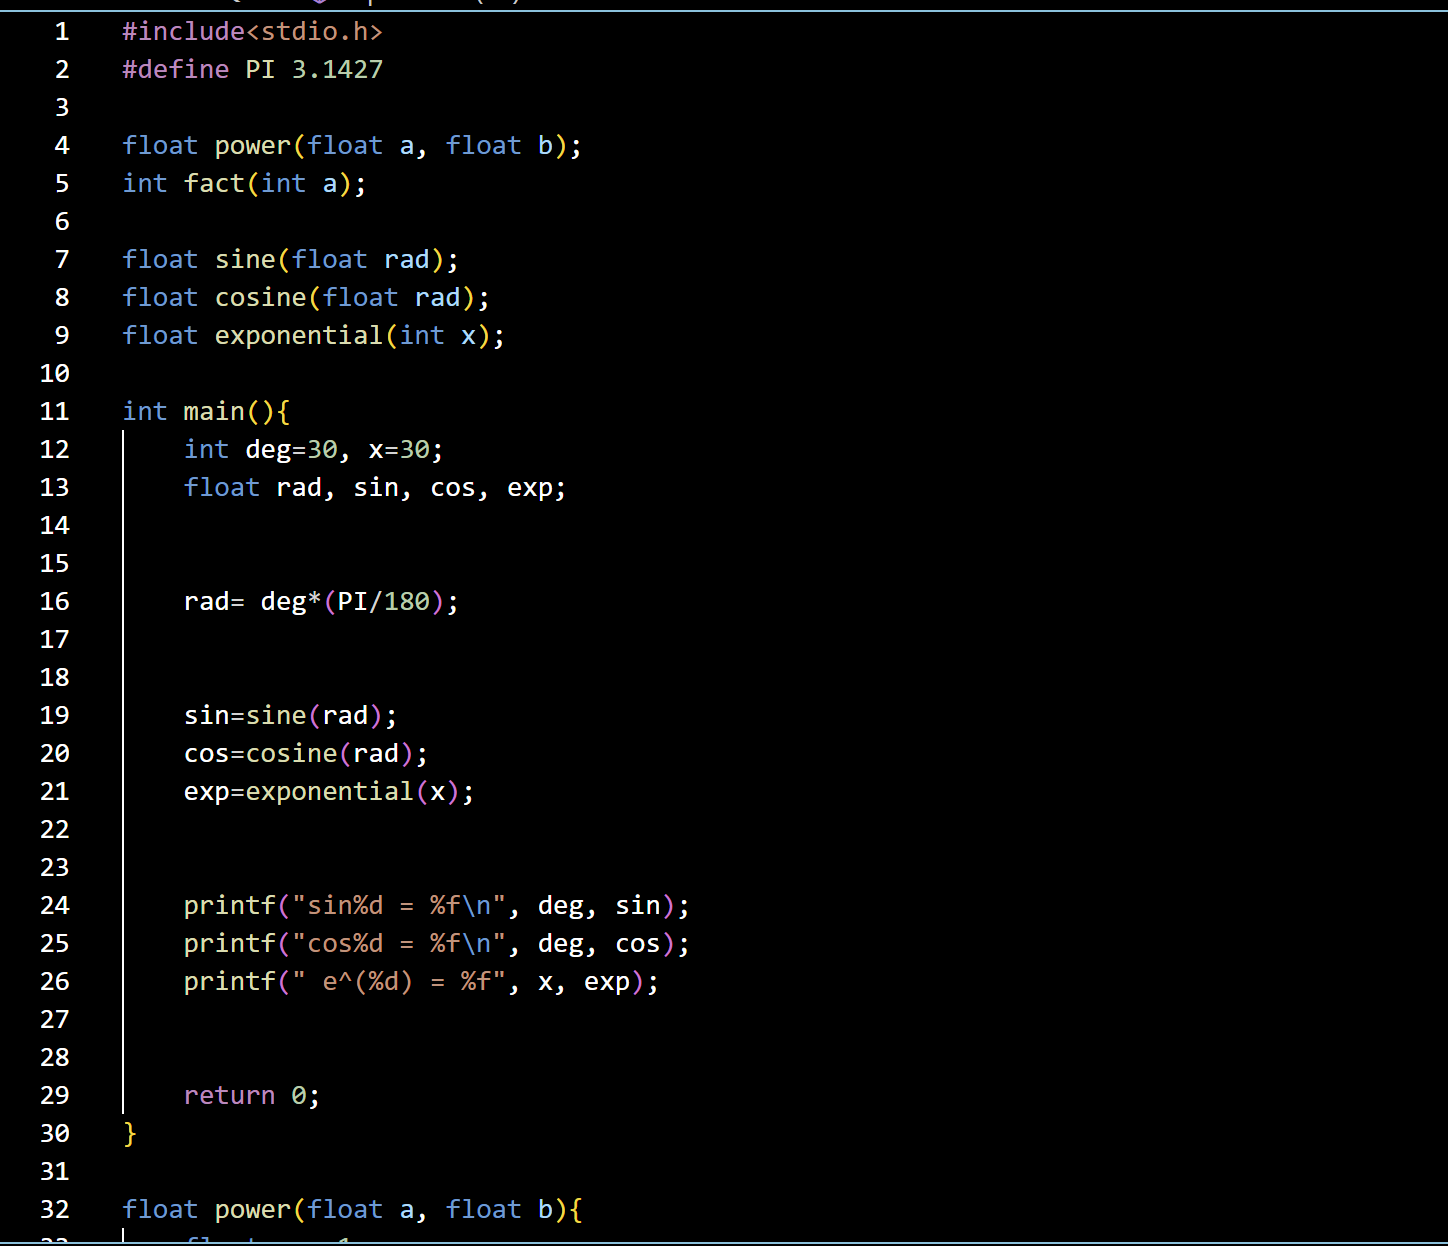 1 #include<stdio.h>
2 #define PI 3.1427
3
4 float power(float a, float b);
5 int fact(int a);
6
7 float sine(float rad);
8 float cosine(float rad);
9 float exponential(int x);
10
11 int main(){
12     int deg=30, x=30;
13     float rad, sin, cos, exp;
14
15
16     rad= deg*(PI/180);
17
18
19     sin=sine(rad);
20     cos=cosine(rad);
21     exp=exponential(x);
22
23
24     printf("sin%d = %f\n", deg, sin);
25     printf("cos%d = %f\n", deg, cos);
26     printf(" e^(%d) = %f", x, exp);
27
28
29     return 0;
30 }
31
32 float power(float a, float b){